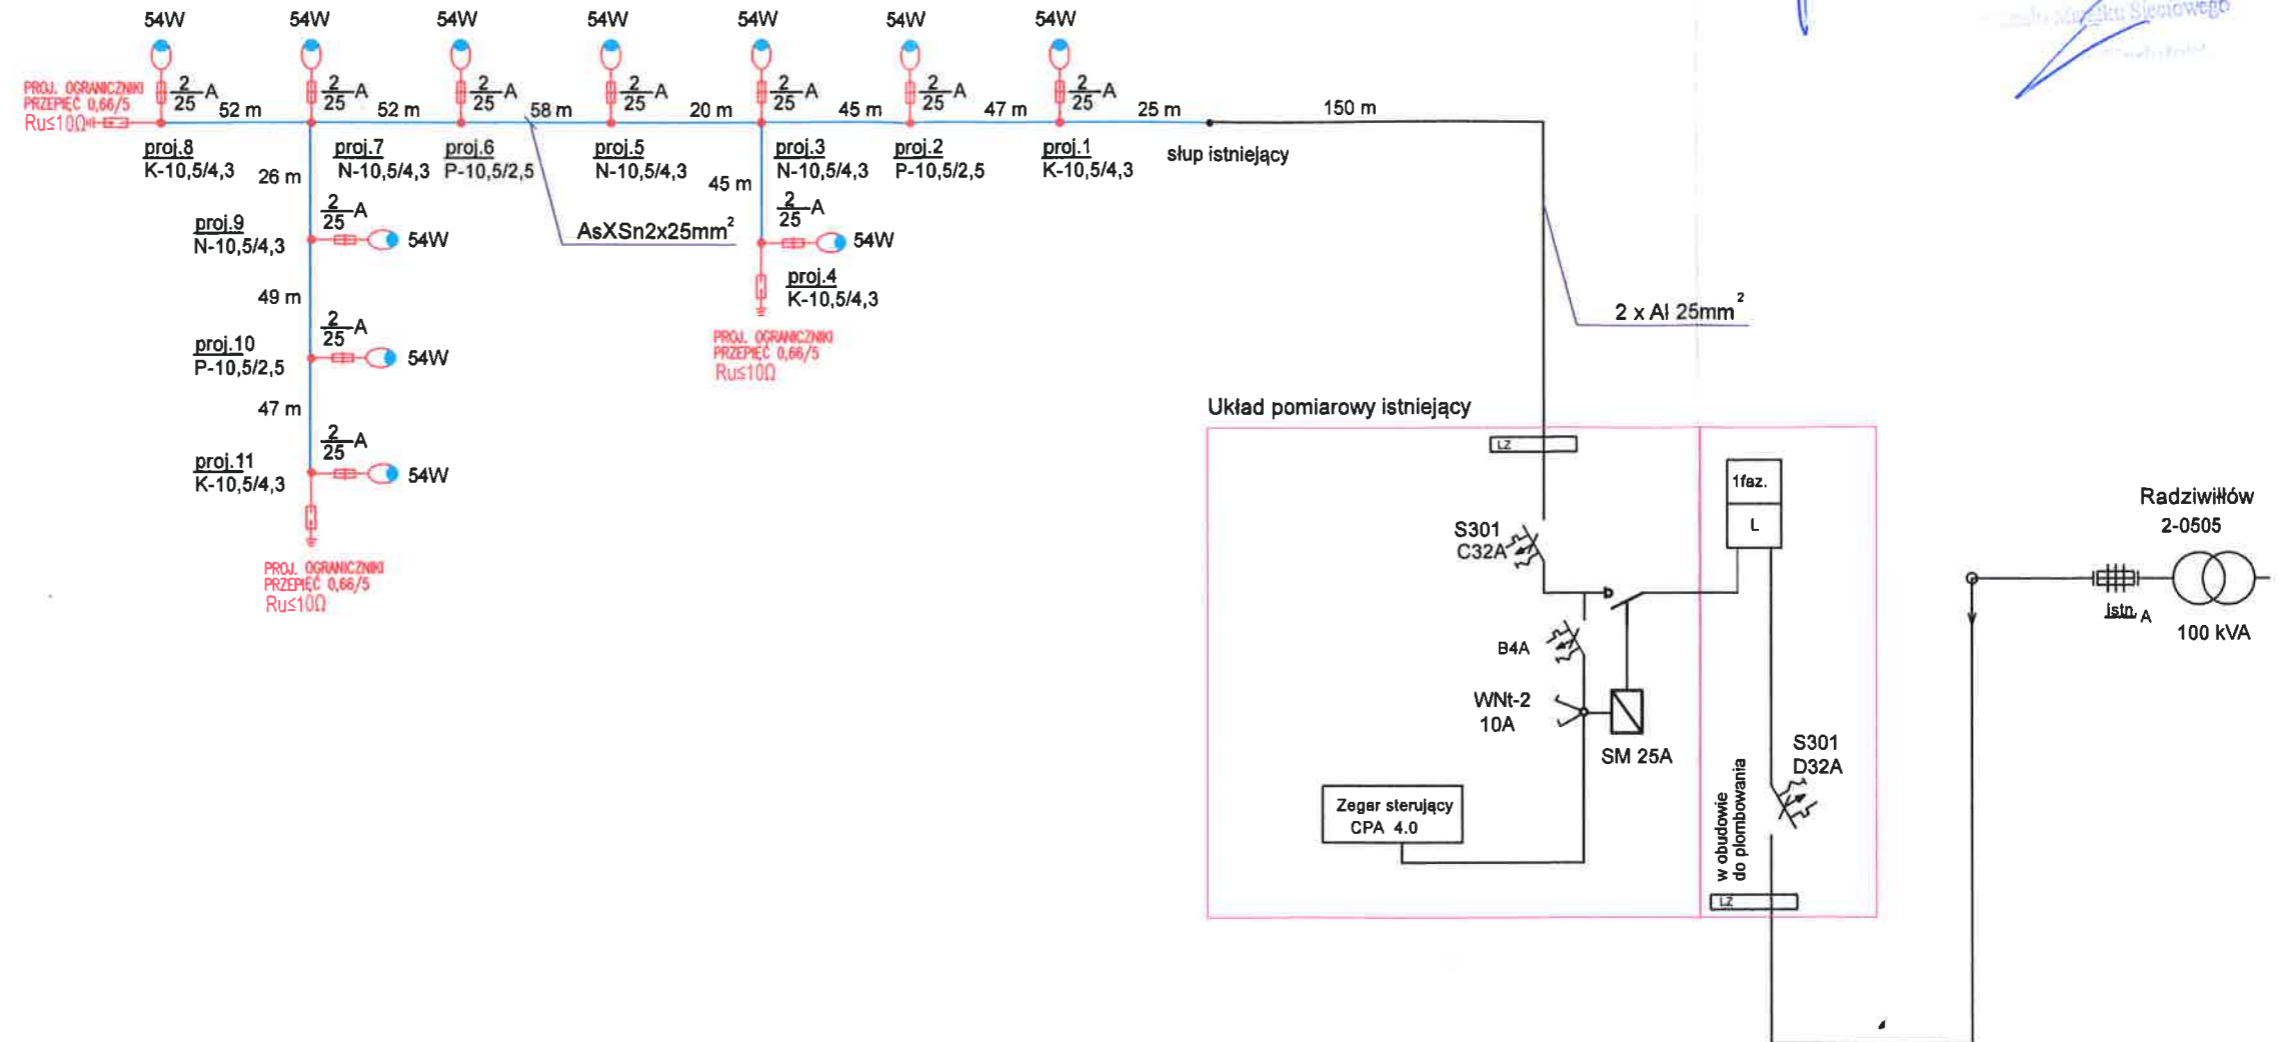 54W 54W 54W 54W 54W 54W 54W
Sieciowego
PROJ. OGRANICZNIKI
PRZEPIĘĆ 0,66/5
Ru≤10Ω
2/25 A 2/25 A 2/25 A 2/25 A 2/25 A 2/25 A 2/25 A
52 m 52 m 58 m 20 m 45 m 47 m 25 m 150 m
proj.8
K-10,5/4,3
proj.7
N-10,5/4,3
proj.6
P-10,5/2,5
proj.5
N-10,5/4,3
proj.3
N-10,5/4,3
proj.2
P-10,5/2,5
proj.1
K-10,5/4,3
słup istniejący
26 m
45 m
2/25 A
proj.9
N-10,5/4,3
54W
AsXSn2x25mm²
2/25 A
54W
proj.4
K-10,5/4,3
PROJ. OGRANICZNIKI
PRZEPIĘĆ 0,66/5
Ru≤10Ω
49 m
2/25 A
proj.10
P-10,5/2,5
54W
47 m
2/25 A
proj.11
K-10,5/4,3
54W
PROJ. OGRANICZNIKI
PRZEPIĘĆ 0,66/5
Ru≤10Ω
2 x Al 25mm²
Układ pomiarowy istniejący
LZ
1faz.
L
S301
C32A
B4A
WNt-2
10A
SM 25A
Zegar sterujący
CPA 4.0
S301
D32A
w obudowie
do plombowania
LZ
Radziwiłłów
2-0505
istn. A
100 kVA